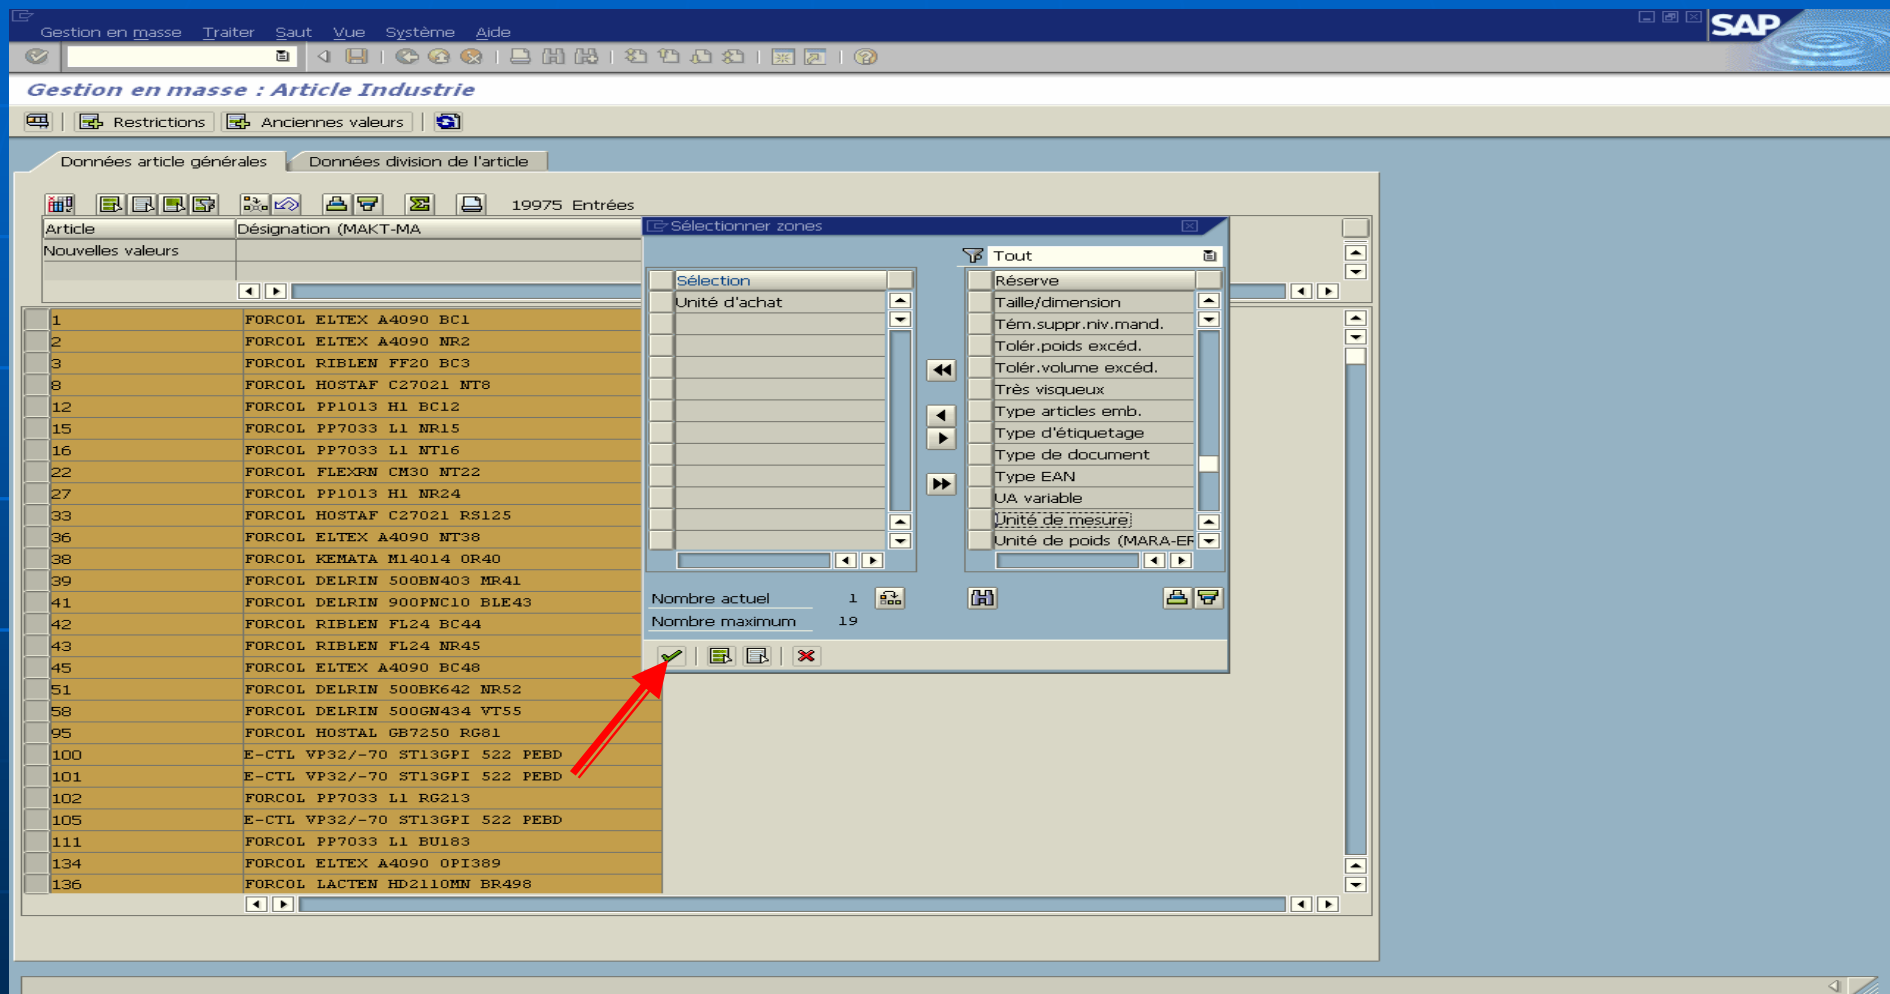 Gestion en masse Traiter Saut Vue Système Aide
SAP
Gestion en masse : Article Industrie
Restrictions Anciennes valeurs
Données article générales Données division de l'article
19975 Entrées
Article Désignation (MAKT-MA
Nouvelles valeurs
1 FORCOL ELTEX A4090 BC1
2 FORCOL ELTEX A4090 NR2
3 FORCOL RIBLEN FF20 BC3
8 FORCOL HOSTAF C27021 NT8
12 FORCOL PP1013 H1 BC12
15 FORCOL PP7033 L1 NR15
16 FORCOL PP7033 L1 NT16
22 FORCOL FLEXRN CM30 NT22
27 FORCOL PP1013 H1 NR24
33 FORCOL HOSTAF C27021 RS125
36 FORCOL ELTEX A4090 NT38
38 FORCOL KEMATA M14014 OR40
39 FORCOL DELRIN 500BN403 MR41
41 FORCOL DELRIN 900PNC10 BLE43
42 FORCOL RIBLEN FL24 BC44
43 FORCOL RIBLEN FL24 NR45
45 FORCOL ELTEX A4090 BC48
51 FORCOL DELRIN 500BK642 NR52
58 FORCOL DELRIN 500GN434 VT55
95 FORCOL HOSTAL GB7250 RG81
100 E-CTL VP32/-70 ST13GPI 522 PEBD
101 E-CTL VP32/-70 ST13GPI 522 PEBD
102 FORCOL PP7033 L1 RG213
105 E-CTL VP32/-70 ST13GPI 522 PEBD
111 FORCOL PP7033 L1 BU183
134 FORCOL ELTEX A4090 OPI389
136 FORCOL LACTEN HD2110MN BR498
Sélectionner zones
Tout
Sélection
Unité d'achat
Réserve
Taille/dimension
Tém.suppr.niv.mand.
Tolér.poids excéd.
Tolér.volume excéd.
Très visqueux
Type articles emb.
Type d'étiquetage
Type de document
Type EAN
UA variable
Unité de mesure
Unité de poids (MARA-ER
Nombre actuel 1
Nombre maximum 19